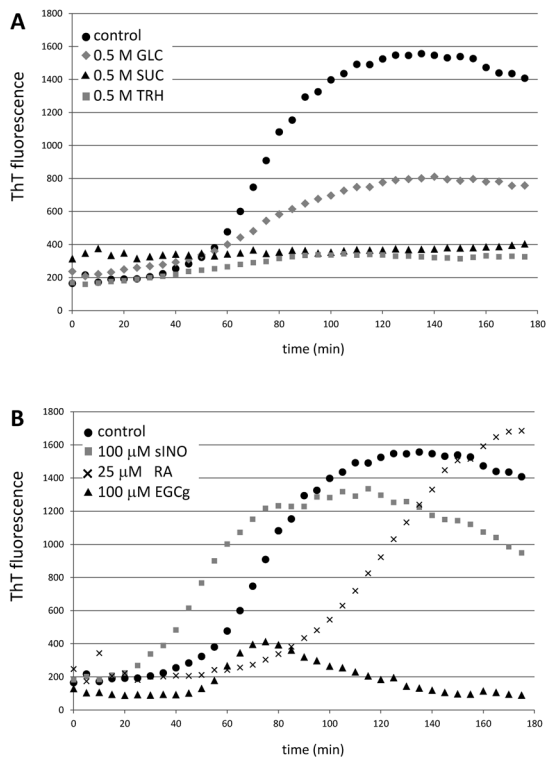 A
control
0.5 M GLC
0.5 M SUC
0.5 M TRH
ThT fluorescence
1800
1600
1400
1200
1000
800
600
400
200
0
0 20 40 60 80 100 120 140 160 180
time (min)
B
control
100 μM sINO
25 μM RA
100 μM EGCg
ThT fluorescence
1800
1600
1400
1200
1000
800
600
400
200
0
0 20 40 60 80 100 120 140 160 180
time (min)